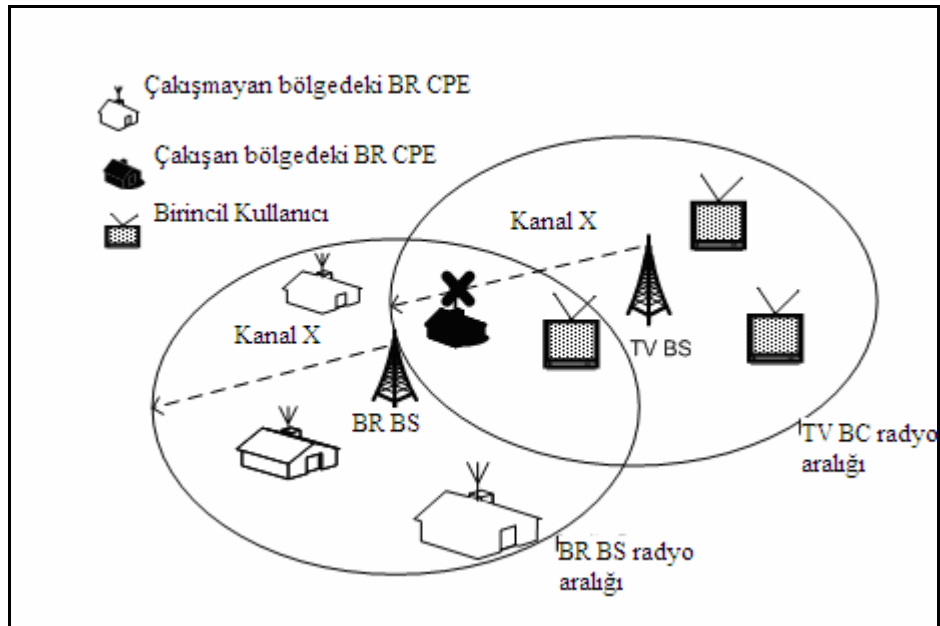 Çakışmayan bölgedeki BR CPE
Çakışan bölgedeki BR CPE
Birincil Kullanıcı
Kanal X
Kanal X
TV BS
BR BS
TV BC radyo
aralığı
BR BS radyo
aralığı